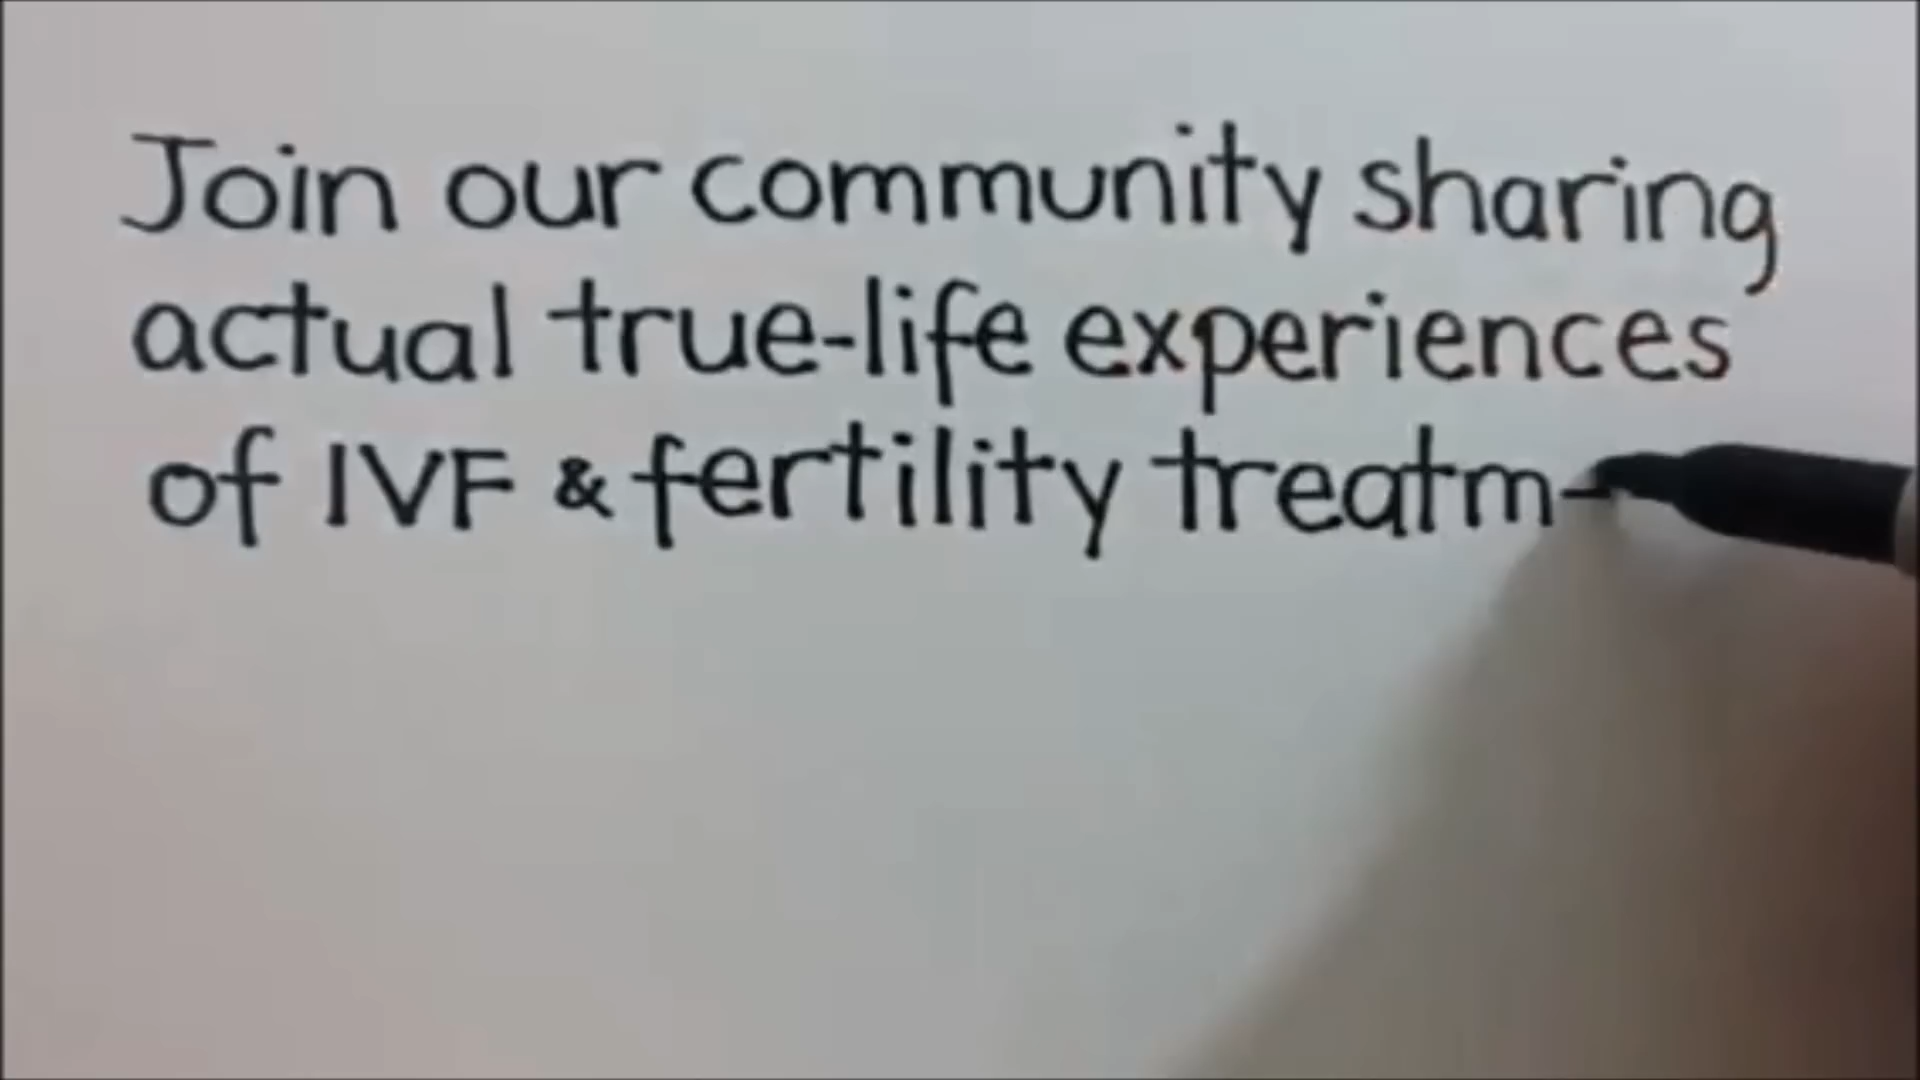 Join our community sharing
actual true-life experiences
of IVF & fertility treatm-